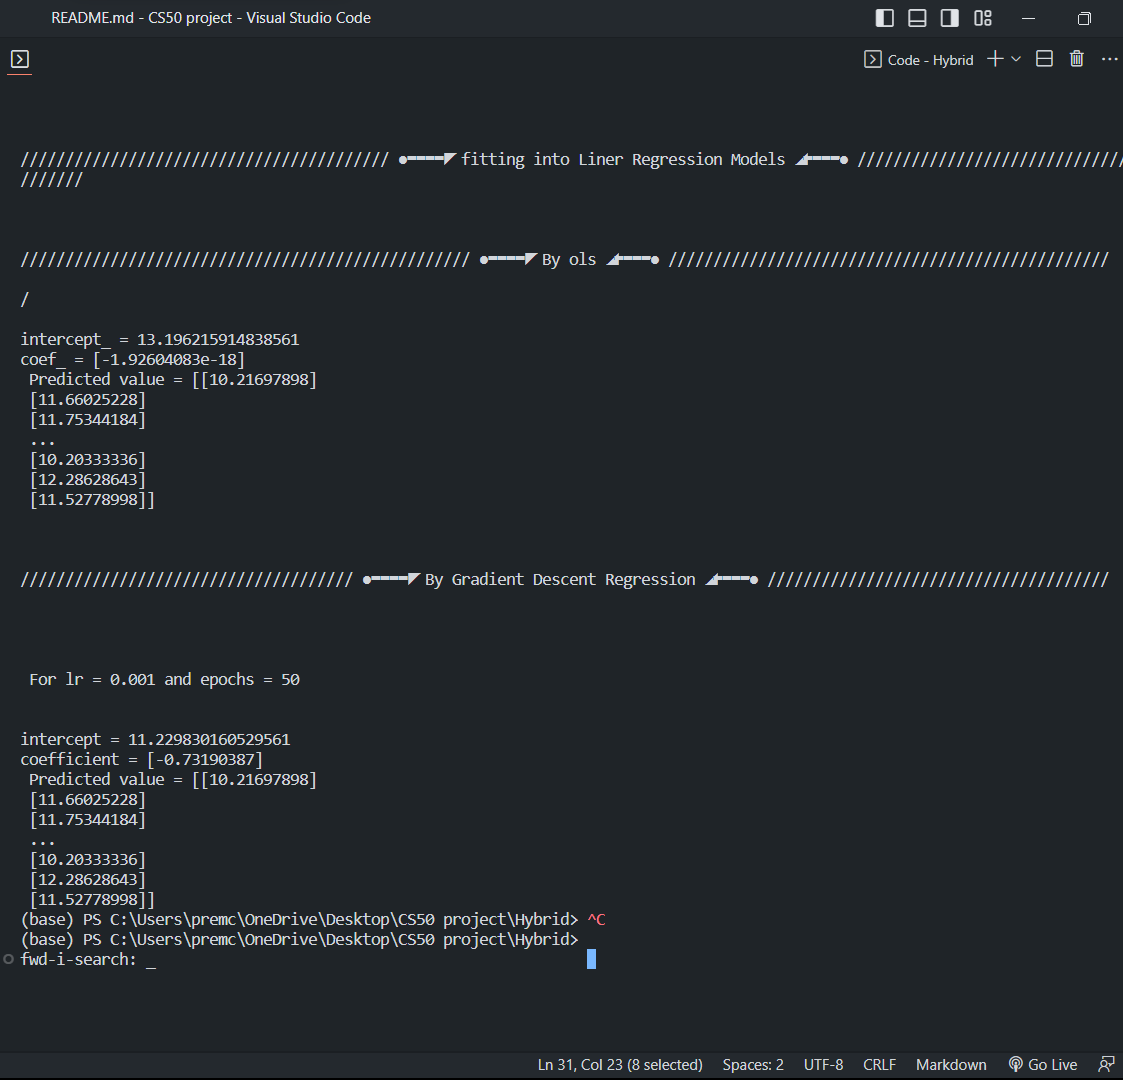 README.md - CS50 project - Visual Studio Code
Code - Hybrid
///////////////////////////////////////// ●━━━━◤ fitting into Liner Regression Models ◢━━━━● //////////////////////////////
///////
////////////////////////////////////////////////// ●━━━━◤ By ols ◢━━━━● /////////////////////////////////////////////////
/
intercept_ = 13.196215914838561
coef_ = [-1.92604083e-18]
Predicted value = [[10.21697898]
[11.66025228]
[11.75344184]
...
[10.20333336]
[12.28628643]
[11.52778998]]
///////////////////////////////////// ●━━━━◤ By Gradient Descent Regression ◢━━━━● //////////////////////////////////////
For lr = 0.001 and epochs = 50
intercept = 11.229830160529561
coefficient = [-0.73190387]
Predicted value = [[10.21697898]
[11.66025228]
[11.75344184]
...
[10.20333336]
[12.28628643]
[11.52778998]]
(base) PS C:\Users\premc\OneDrive\Desktop\CS50 project\Hybrid> ^C
(base) PS C:\Users\premc\OneDrive\Desktop\CS50 project\Hybrid>
fwd-i-search: _
Ln 31, Col 23 (8 selected) Spaces: 2 UTF-8 CRLF Markdown Go Live